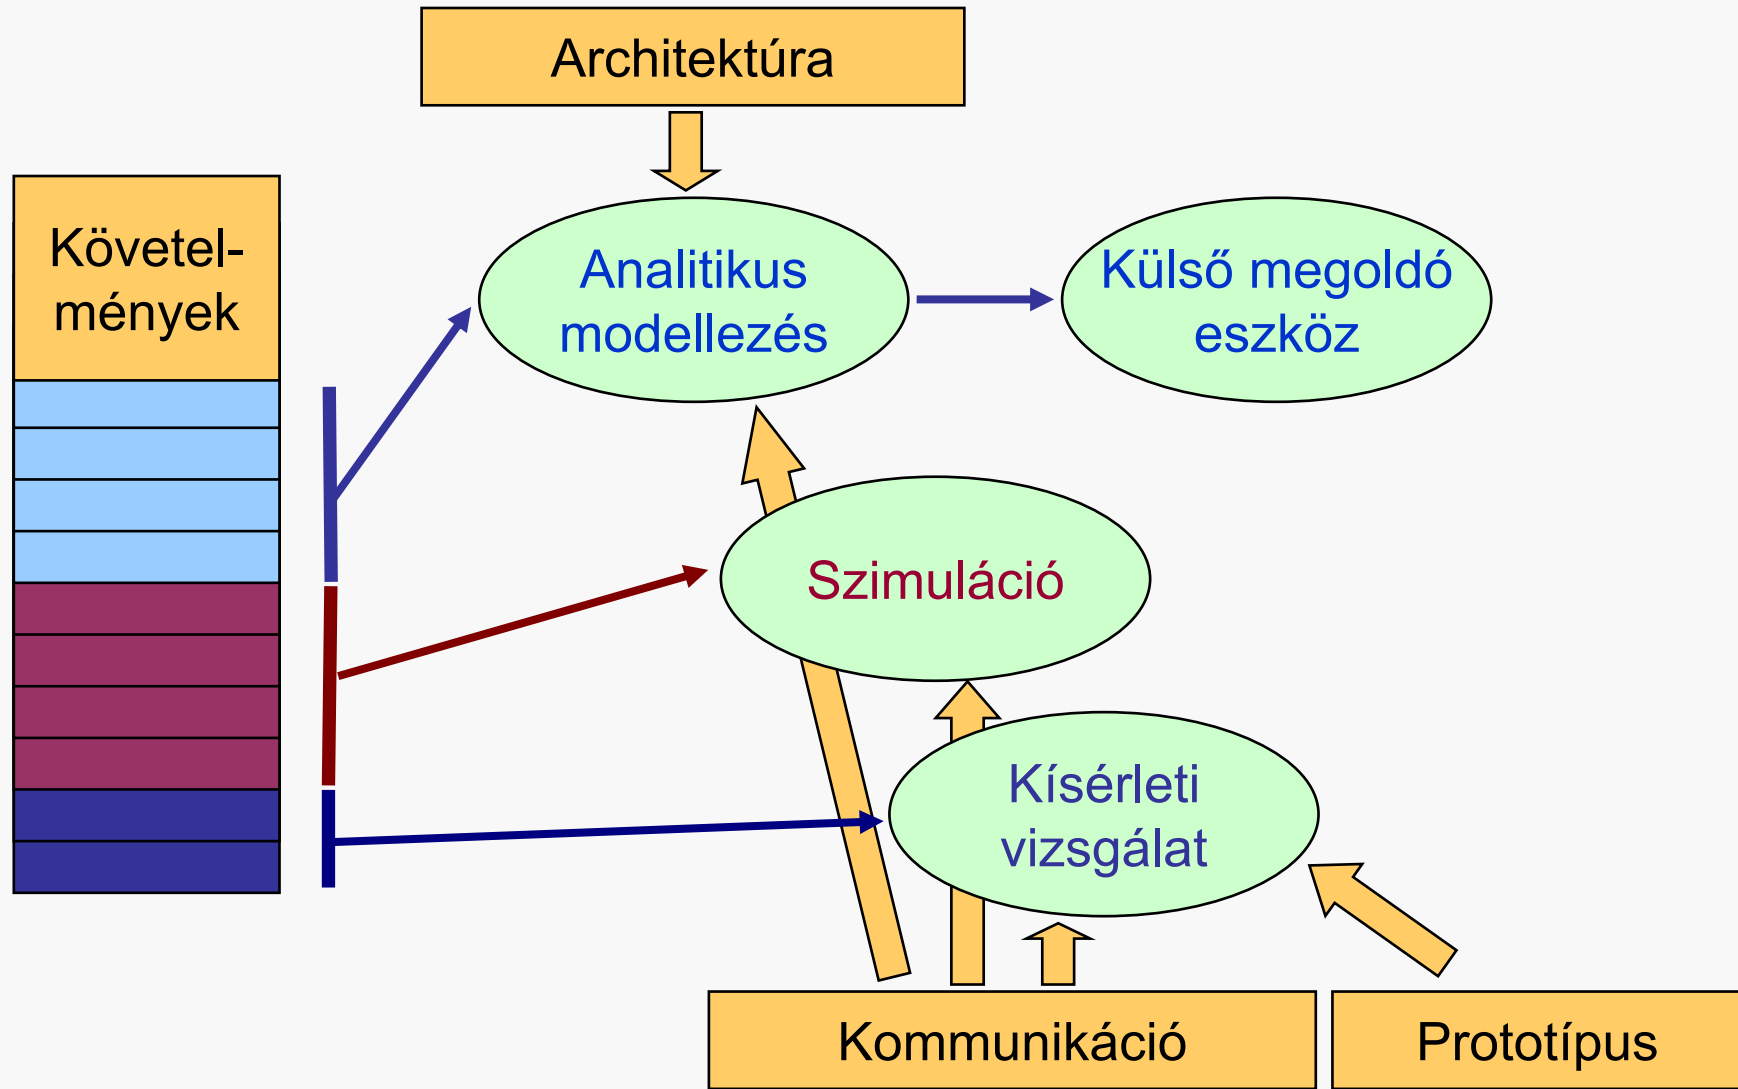 Architektúra
Követel-
mények
Analitikus
modellezés
Külső megoldó
eszköz
Szimuláció
Kísérleti
vizsgálat
Kommunikáció
Prototípus